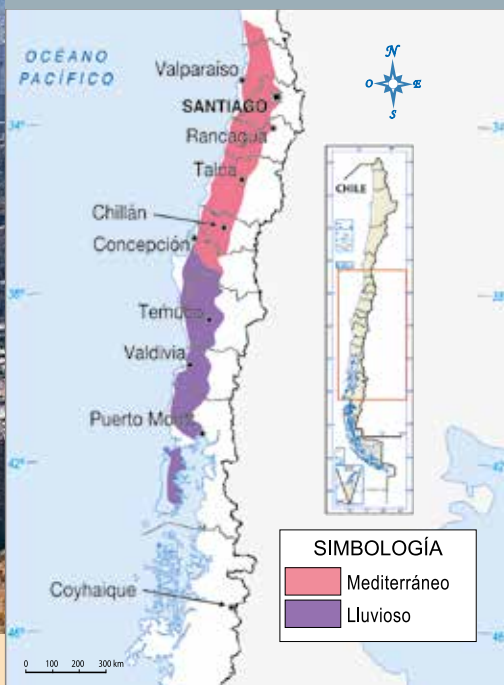 OCÉANO
PACÍFICO
N
O
E
S
Valparaíso
SANTIAGO
34°
34
Rancagua
Talca
CHILE
Chillán
Concepción
38°
38
Temuco
Valdivia
Puerto Montt
42°
42
SIMBOLOGÍA
Mediterráneo
Lluvioso
Coyhaique
46°
46
0 100 200 300 km